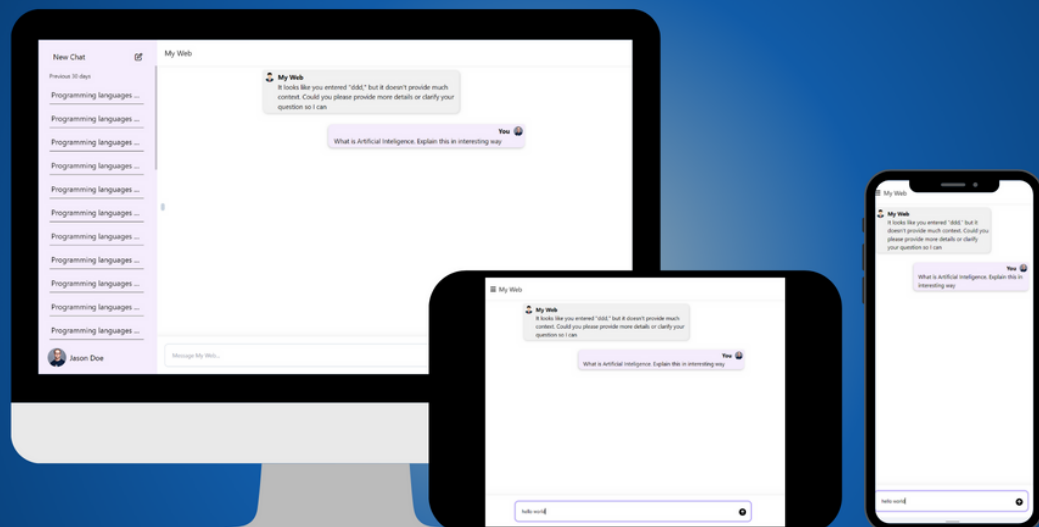 New Chat
Previous 30 days
Programming languages ...
Programming languages ...
Programming languages ...
Programming languages ...
Programming languages ...
Programming languages ...
Programming languages ...
Programming languages ...
Programming languages ...
Programming languages ...
Programming languages ...
Jason Doe
My Web
My Web
It looks like you entered "ddd," but it doesn't provide much
context. Could you please provide more details or clarify your
question so I can
You
What is Artificial Inteligence. Explain this in interesting way
Message My Web...
My Web
My Web
It looks like you entered "ddd," but it doesn't provide much
context. Could you please provide more details or clarify your
question so I can
You
What is Artificial Inteligence. Explain this in interesting way
hello world
My Web
My Web
It looks like you entered "ddd," but it
doesn't provide much context. Could you
please provide more details or clarify
your question so I can
You
What is Artificial Inteligence. Explain this in
interesting way
hello world